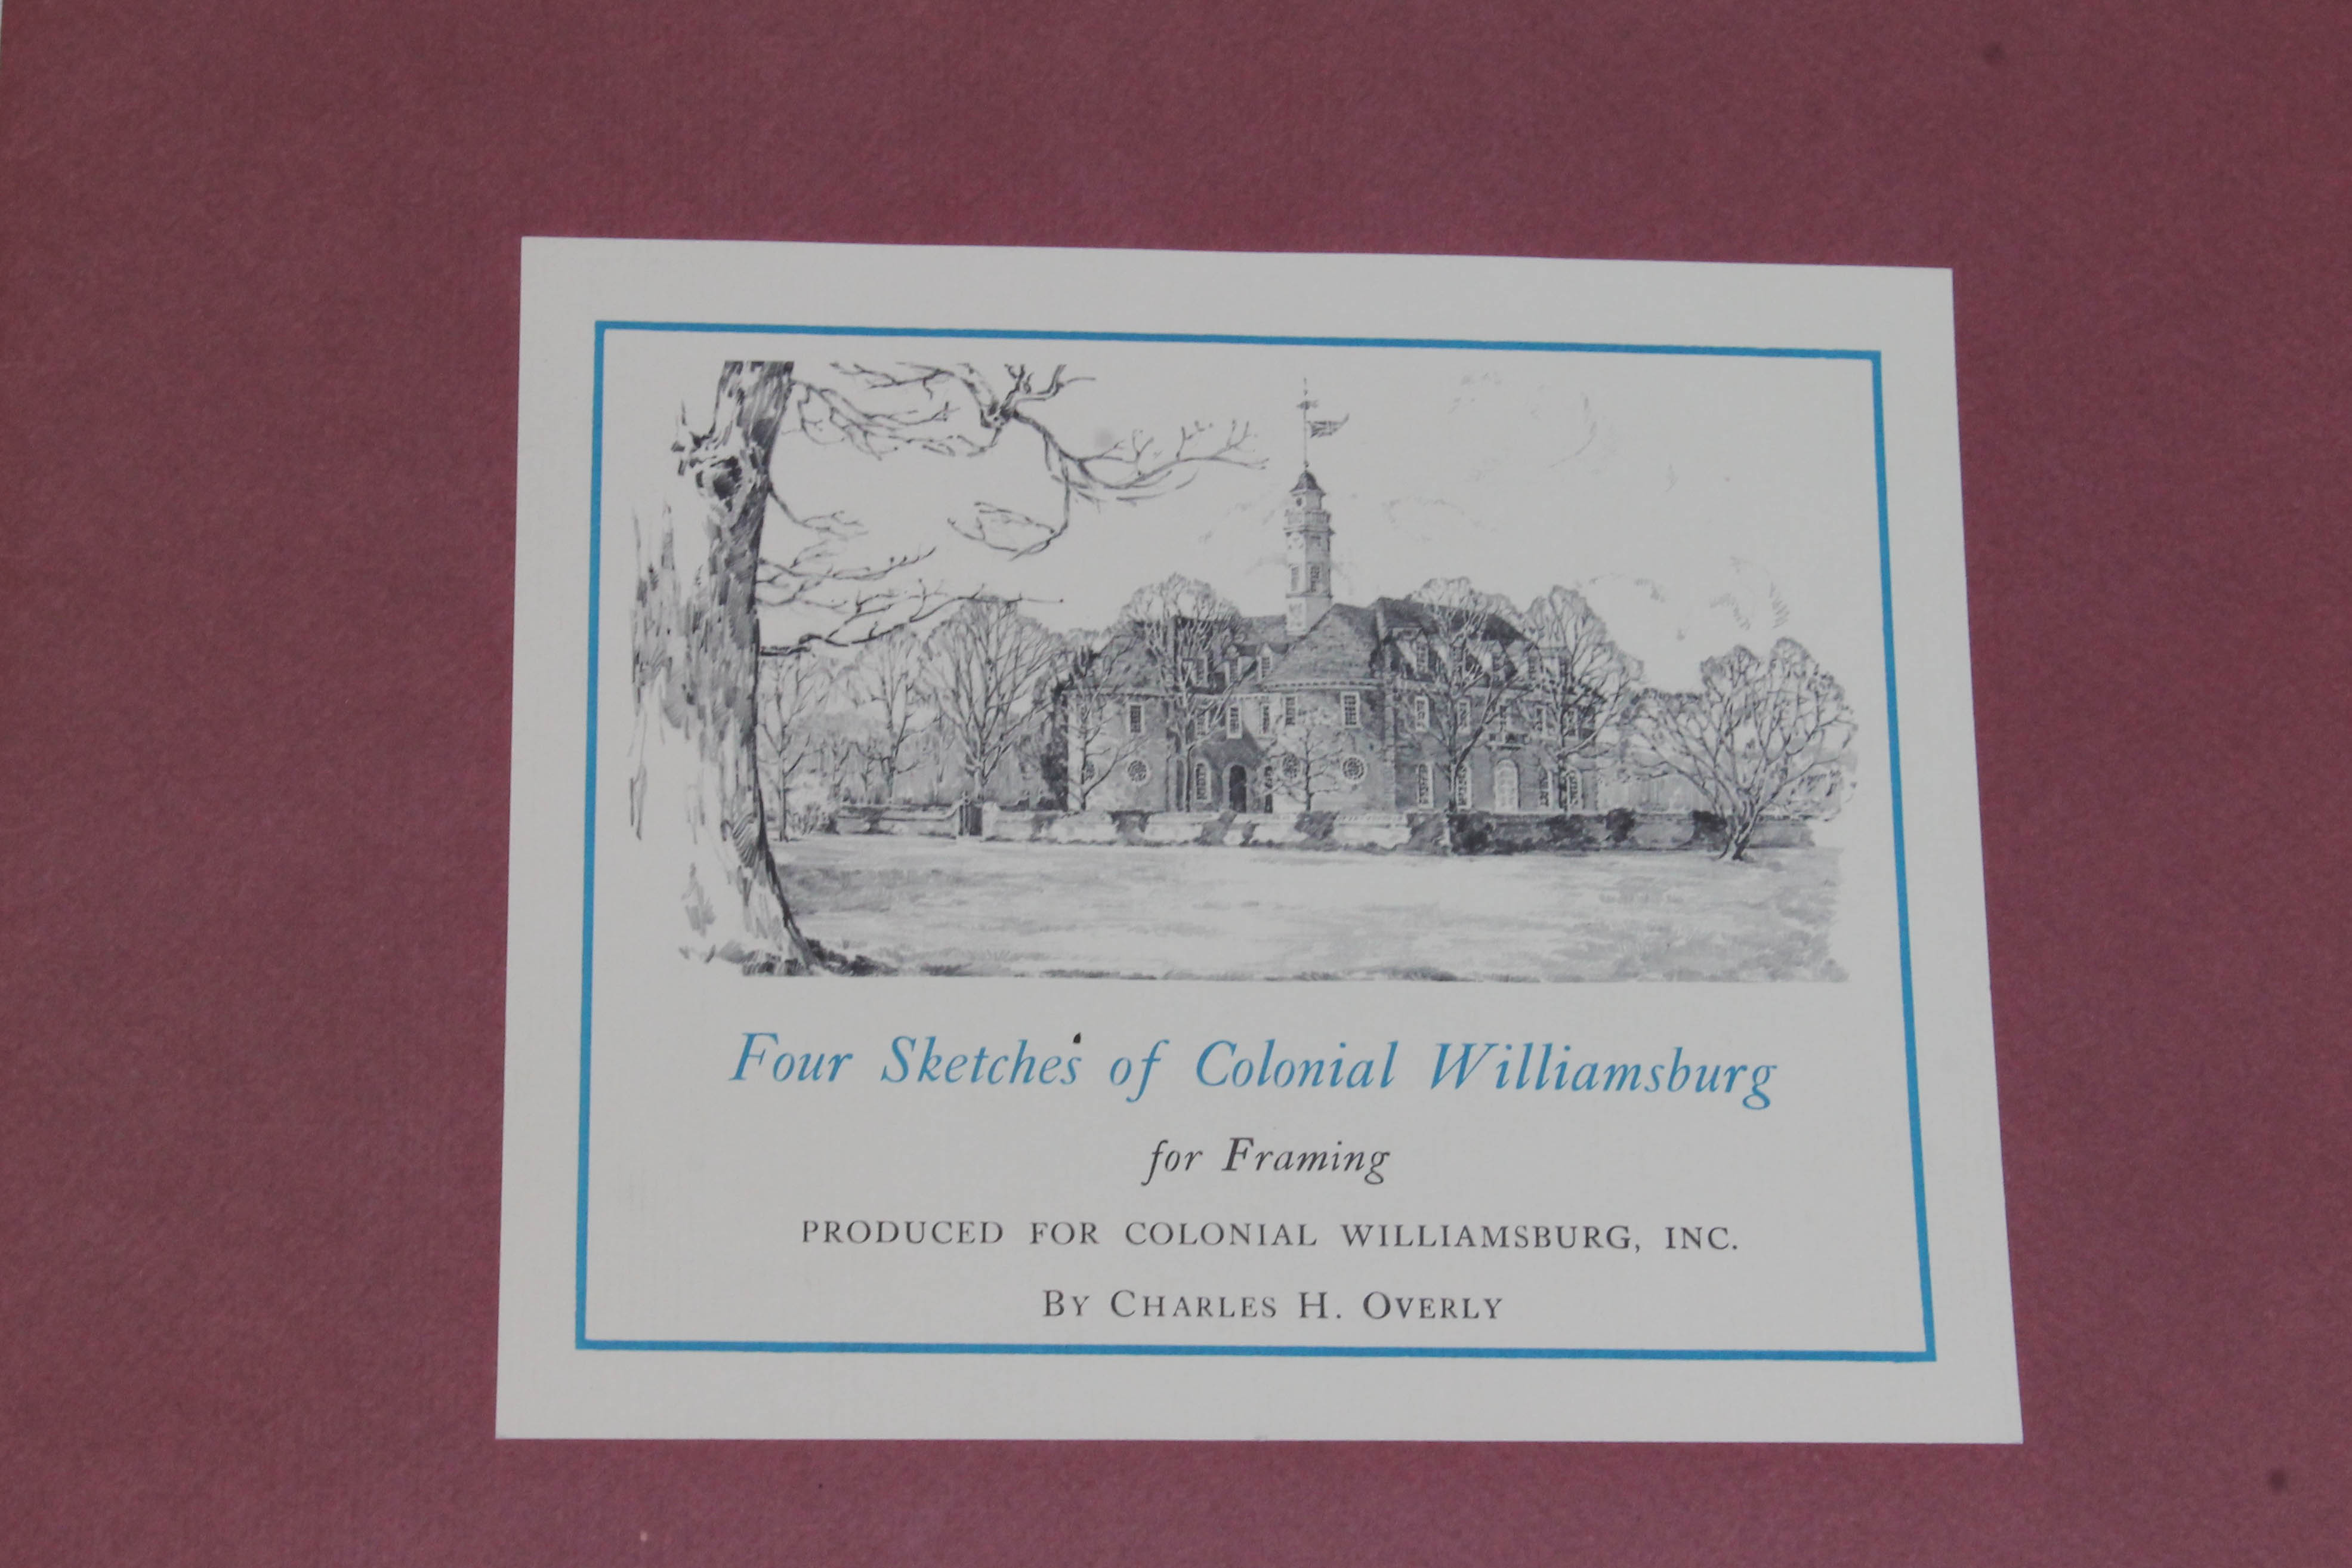 Four Sketches of Colonial Williamsburg
for Framing
PRODUCED FOR COLONIAL WILLIAMSBURG, INC.
BY CHARLES H. OVERLY